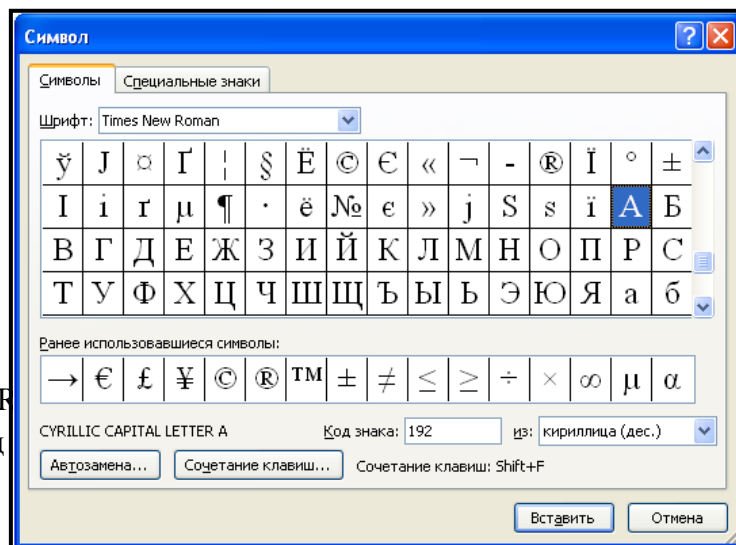 Символ
Символы Специальные знаки
Шрифт: Times New Roman
ў Ј ¤ Ґ ¦ § Ё © Є « ¬ - ® Ї ° ±
І і ґ µ ¶ · ё № є » ј Ѕ ѕ ї А Б
В Г Д Е Ж З И Й К Л М Н О П Р С
Т У Ф Х Ц Ч Ш Щ Ъ Ы Ь Э Ю Я а б
Ранее использовавшиеся символы:
→ € £ ¥ © ® ™ ± ≠ ≤ ≥ ÷ × ∞ µ α
CYRILLIC CAPITAL LETTER A Код знака: 192 из: кириллица (дес.)
Автозамена... Сочетание клавиш... Сочетание клавиш: Shift+F
Вставить Отмена